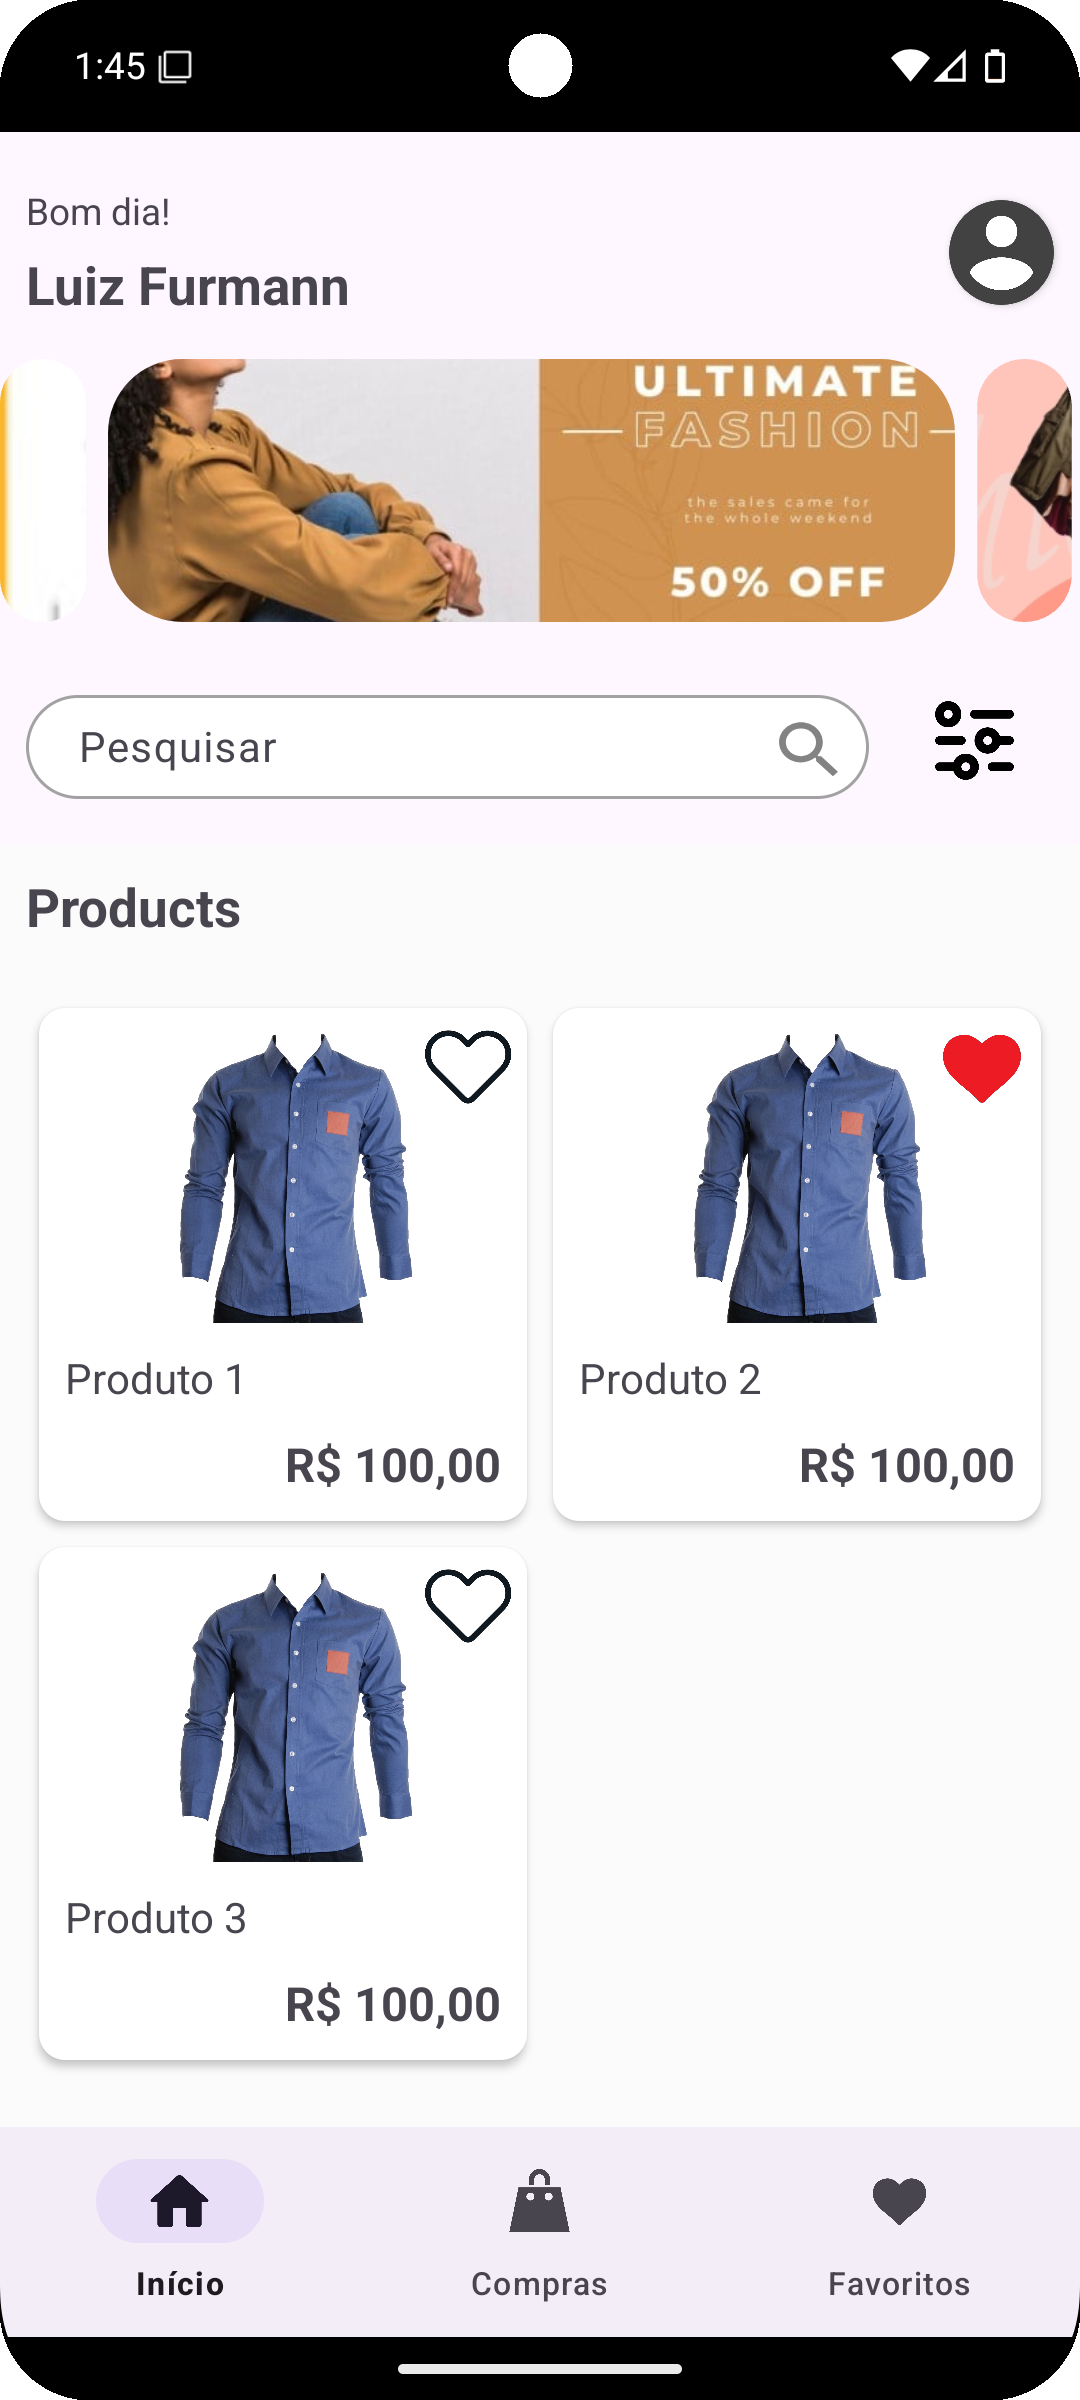 1:45
Bom dia!
Luiz Furmann
ULTIMATE
FASHION
the sales came for
the whole weekend
50% OFF
Pesquisar
Products
Produto 1
R$ 100,00
Produto 2
R$ 100,00
Produto 3
R$ 100,00
Início
Compras
Favoritos